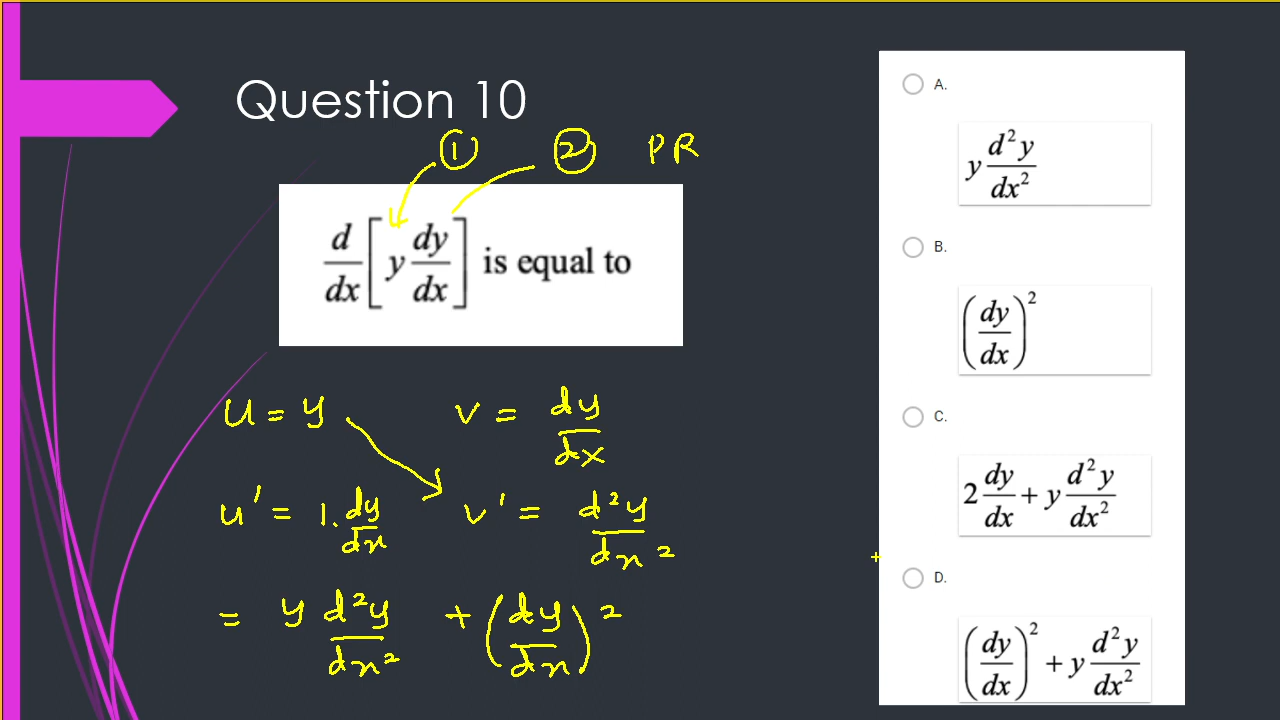 Question 10
① ② PR
d/dx [y dy/dx] is equal to
u = y v = dy/dx
u' = 1. dy/dx v' = d²y/dx²
= y d²y/dx² + (dy/dx)²
A.
y d²y/dx²
B.
(dy/dx)²
C.
2 dy/dx + y d²y/dx²
D.
(dy/dx)² + y d²y/dx²